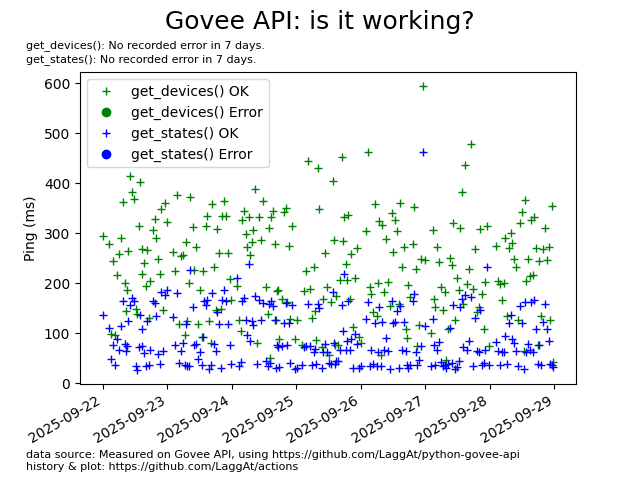 Govee API: is it working?
get_devices(): No recorded error in 7 days.
get_states(): No recorded error in 7 days.
get_devices() OK
get_devices() Error
get_states() OK
get_states() Error
Ping (ms)
600
500
400
300
200
100
0
2025-09-22
2025-09-23
2025-09-24
2025-09-25
2025-09-26
2025-09-27
2025-09-28
2025-09-29
data source: Measured on Govee API, using https://github.com/LaggAt/python-govee-api
history & plot: https://github.com/LaggAt/actions